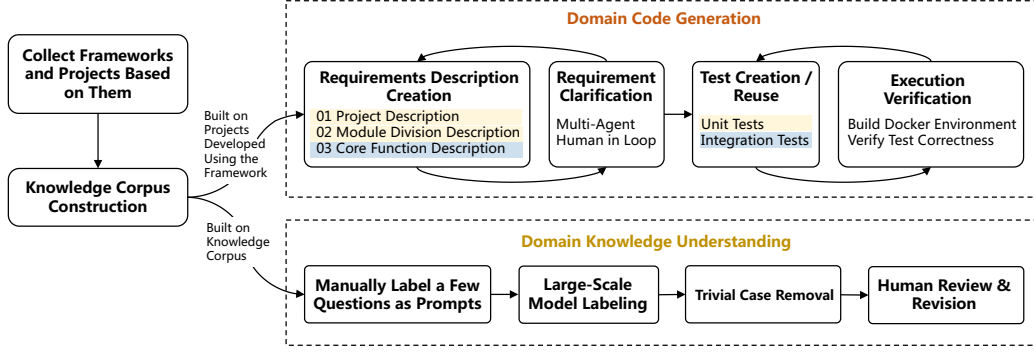 Domain Code Generation
Collect Frameworks
and Projects Based
on Them
Knowledge Corpus
Construction
Built on
Projects
Developed
Using the
Framework
Built on
Knowledge
Corpus
Requirements Description
Creation
01 Project Description
02 Module Division Description
03 Core Function Description
Requirement
Clarification
Multi-Agent
Human in Loop
Test Creation /
Reuse
Unit Tests
Integration Tests
Execution
Verification
Build Docker Environment
Verify Test Correctness
Domain Knowledge Understanding
Manually Label a Few
Questions as Prompts
Large-Scale
Model Labeling
Trivial Case Removal
Human Review &
Revision